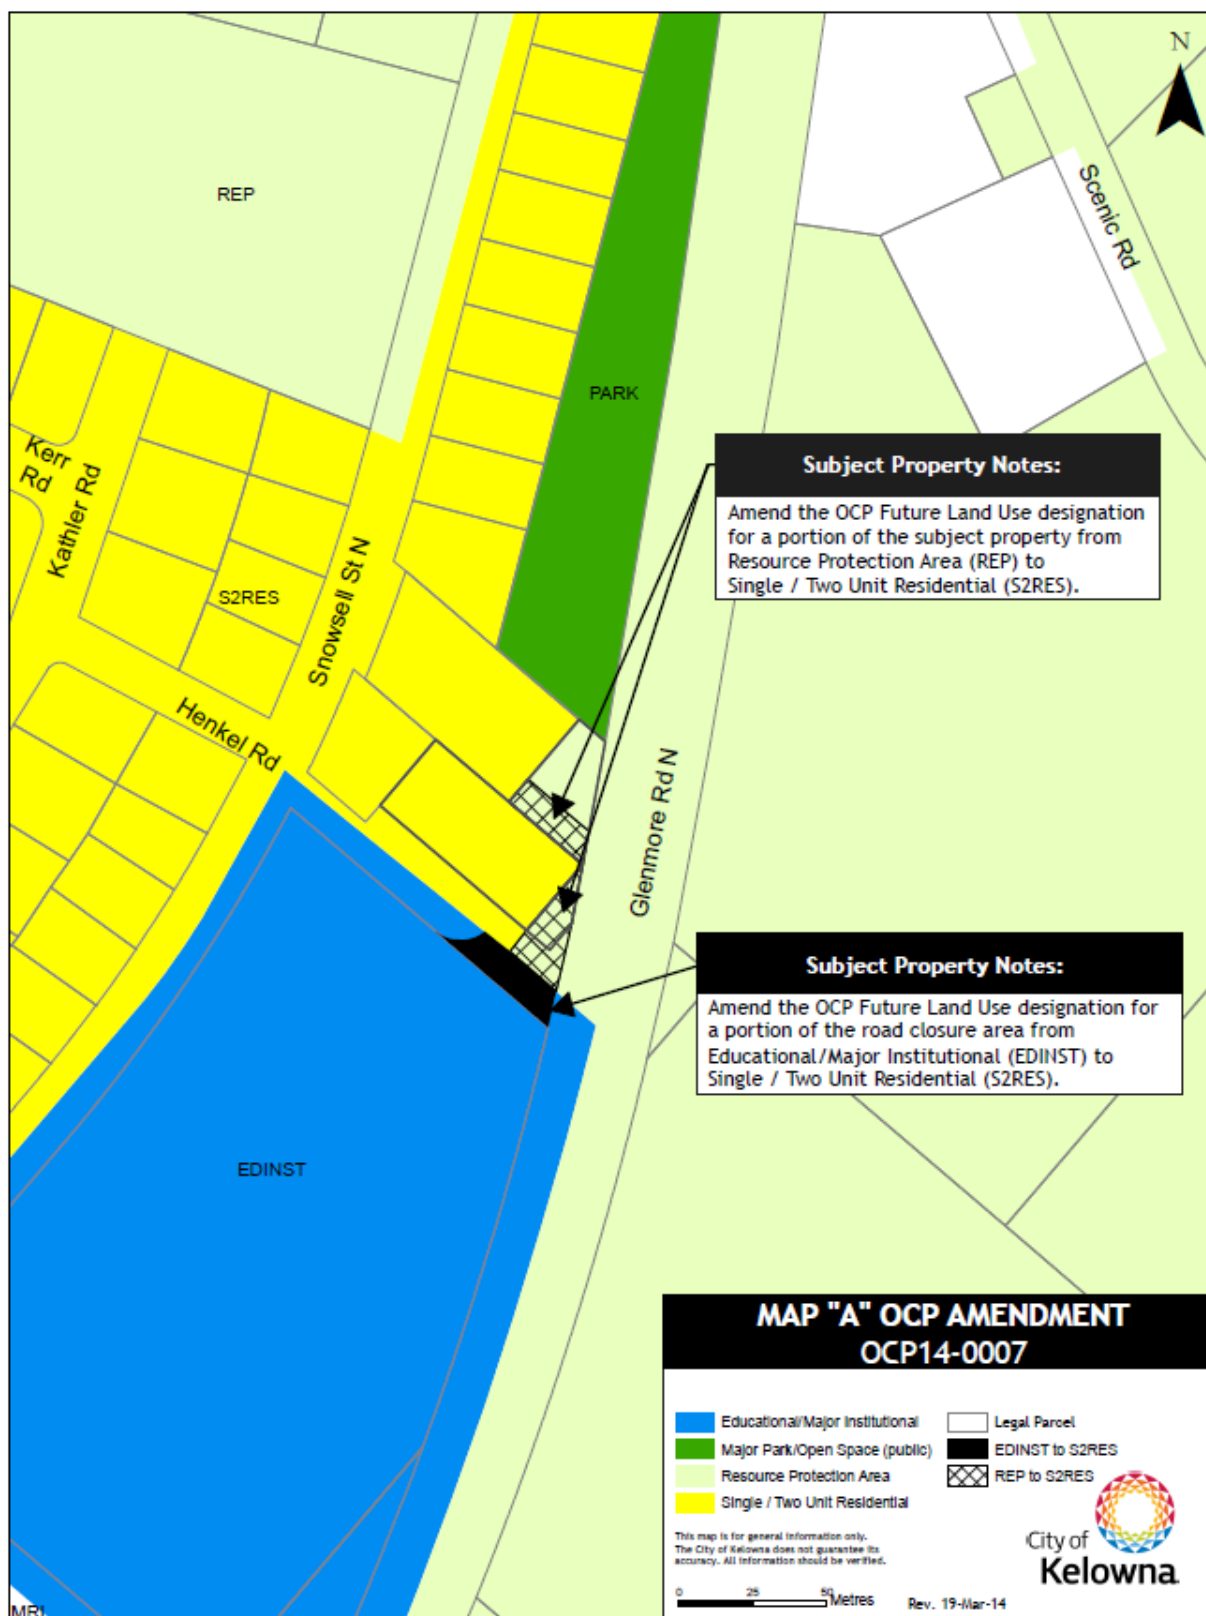 N
REP
Scenic Rd
PARK
Kerr
Rd
Kathler Rd
Subject Property Notes:
Amend the OCP Future Land Use designation
for a portion of the subject property from
Resource Protection Area (REP) to
Single / Two Unit Residential (S2RES).
S2RES
Snowsell St N
Henkel Rd
Glenmore Rd N
Subject Property Notes:
Amend the OCP Future Land Use designation for
a portion of the road closure area from
Educational/Major Institutional (EDINST) to
Single / Two Unit Residential (S2RES).
EDINST
MAP "A" OCP AMENDMENT
OCP14-0007
Educational/Major Institutional
Major Park/Open Space (public)
Resource Protection Area
Single / Two Unit Residential
Legal Parcel
EDINST to S2RES
REP to S2RES
This map is for general information only.
The City of Kelowna does not guarantee its
accuracy. All information should be verified.
City of
Kelowna
0 25 50 Metres
Rev. 19-Mar-14